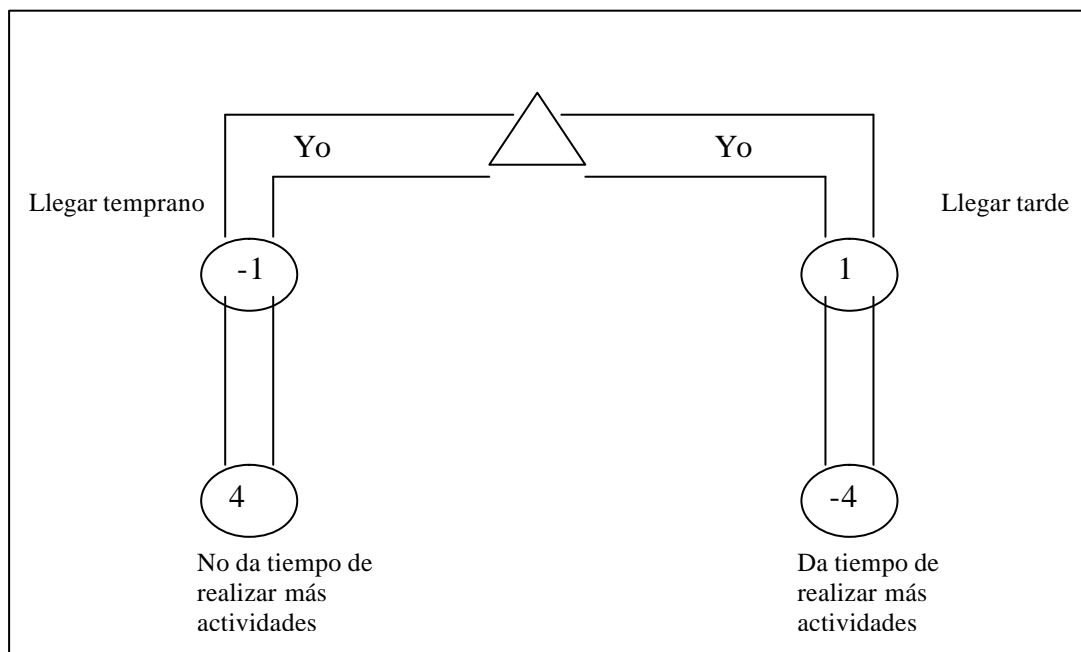 Yo
Yo
Llegar temprano
Llegar tarde
-1
1
4
-4
No da tiempo de
realizar más
actividades
Da tiempo de
realizar más
actividades